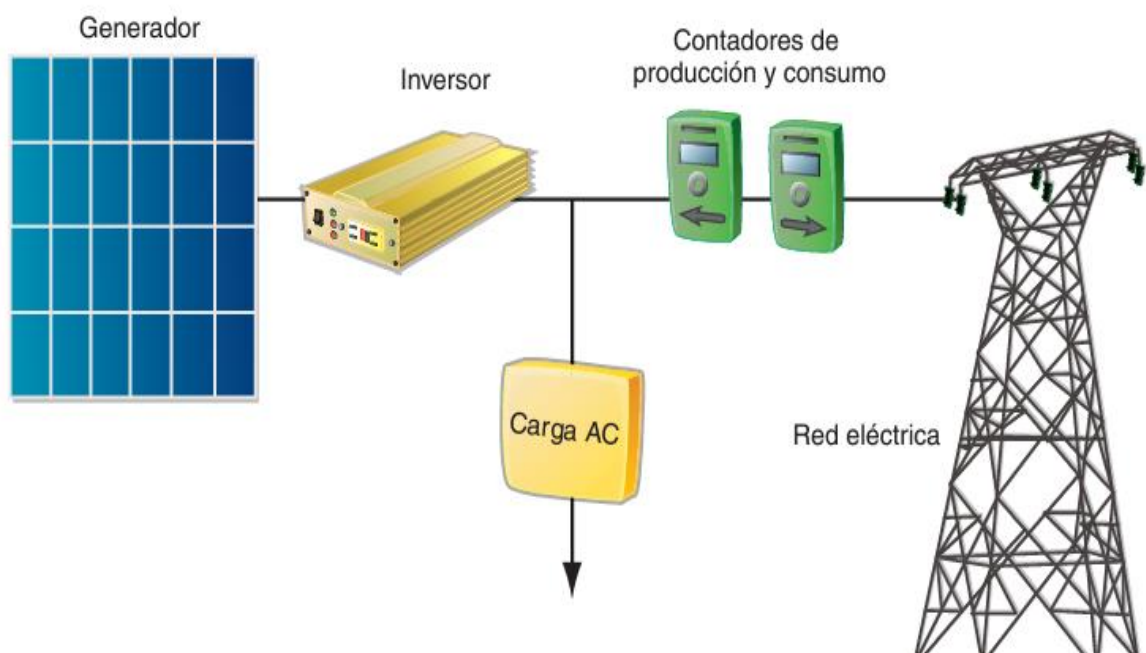 Generador
Inversor
Contadores de
producción y consumo
Carga AC
Red eléctrica